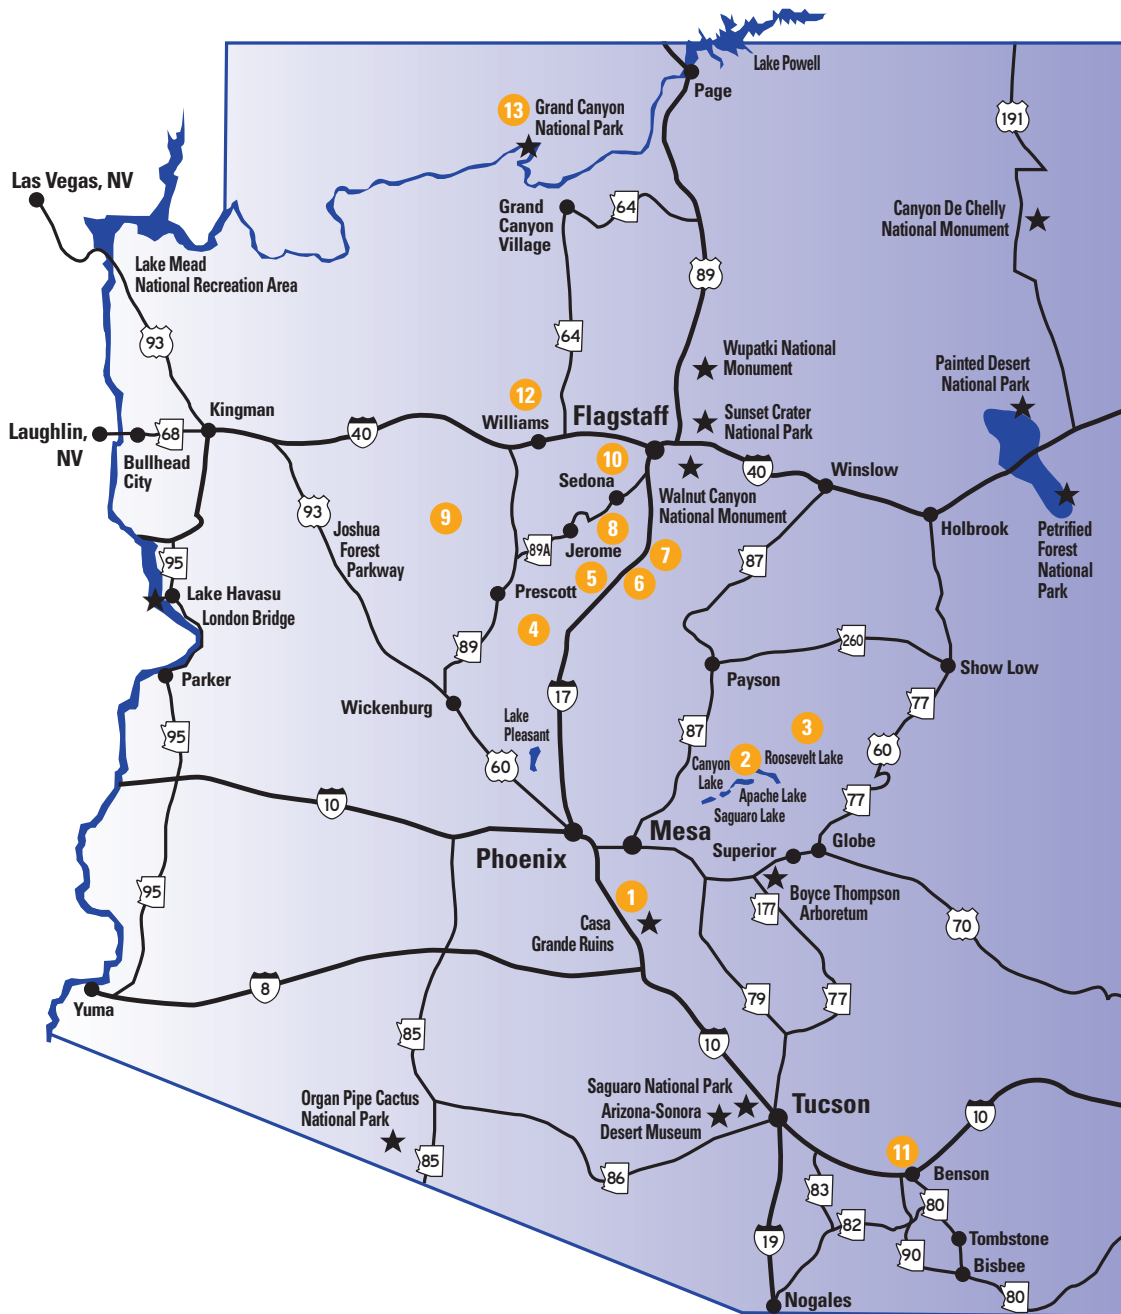 Lake Powell
Page
13
Grand Canyon
National Park
191
Las Vegas, NV
Grand
Canyon
Village
64
Canyon De Chelly
National Monument
Lake Mead
National Recreation Area
89
93
64
Wupatki National
Monument
Painted Desert
National Park
12
Williams
Flagstaff
Sunset Crater
National Park
Kingman
40
Laughlin,
NV
68
Bullhead
City
10
Sedona
40
Winslow
Walnut Canyon
National Monument
93
9
Joshua
Forest
Parkway
8
Jerome
89A
Holbrook
Petrified
Forest
National
Park
95
87
7
5
6
Prescott
Lake Havasu
London Bridge
4
89
260
Payson
Show Low
Parker
Wickenburg
17
77
95
Lake
Pleasant
87
3
Roosevelt Lake
2
Canyon
Lake
60
60
Apache Lake
Saguaro Lake
77
10
Mesa
Phoenix
Superior
Globe
95
Boyce Thompson
Arboretum
1
177
Casa
Grande Ruins
70
8
Yuma
79
77
85
10
Saguaro National Park
Organ Pipe Cactus
National Park
Arizona-Sonora
Desert Museum
Tucson
10
85
86
11
Benson
83
80
82
19
90
Tombstone
Bisbee
80
Nogales